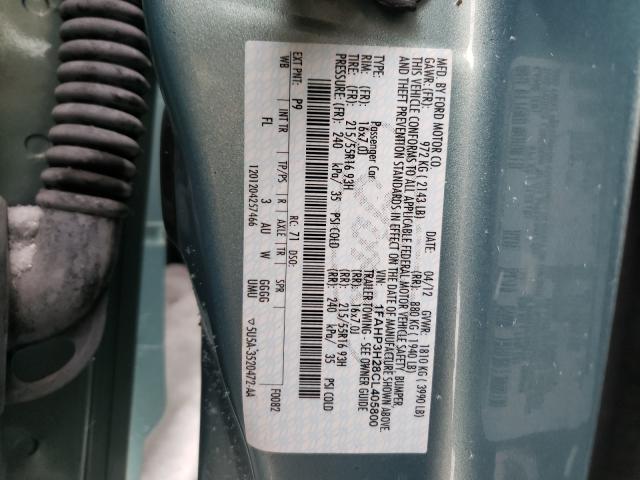 MFD. BY FORD MOTOR CO.
DATE: 04/12 GVWR: 1810 KG ( 3990 LB)
GAWR: (FR): 972 KG ( 2143 LB) (RR): 880 KG ( 1940 LB)
THIS VEHICLE CONFORMS TO ALL APPLICABLE FEDERAL MOTOR VEHICLE SAFETY, BUMPER,
AND THEFT PREVENTION STANDARDS IN EFFECT ON THE DATE OF MANUFACTURE SHOWN ABOVE.
VIN: 1FAHP3H28CL405800
TYPE: Passenger Car TRAILER TOWING - SEE OWNER GUIDE
RIM: (FR): 16x7.0J (RR): 16x7.0J
TIRE: (FR): 215/55R16 93H (RR): 215/55R16 93H
PRESSURE: (FR): 240 kPa/ 35 PSI COLD (RR): 240 kPa/ 35 PSI COLD
EXT PNT: P9 RC: 71 DSO: F0082
WB INT TR TP/PS R AXLE TR SPR
FL 3 AU W GGGG UMU
1201204257466 ▽5U5A-3S20472-AA